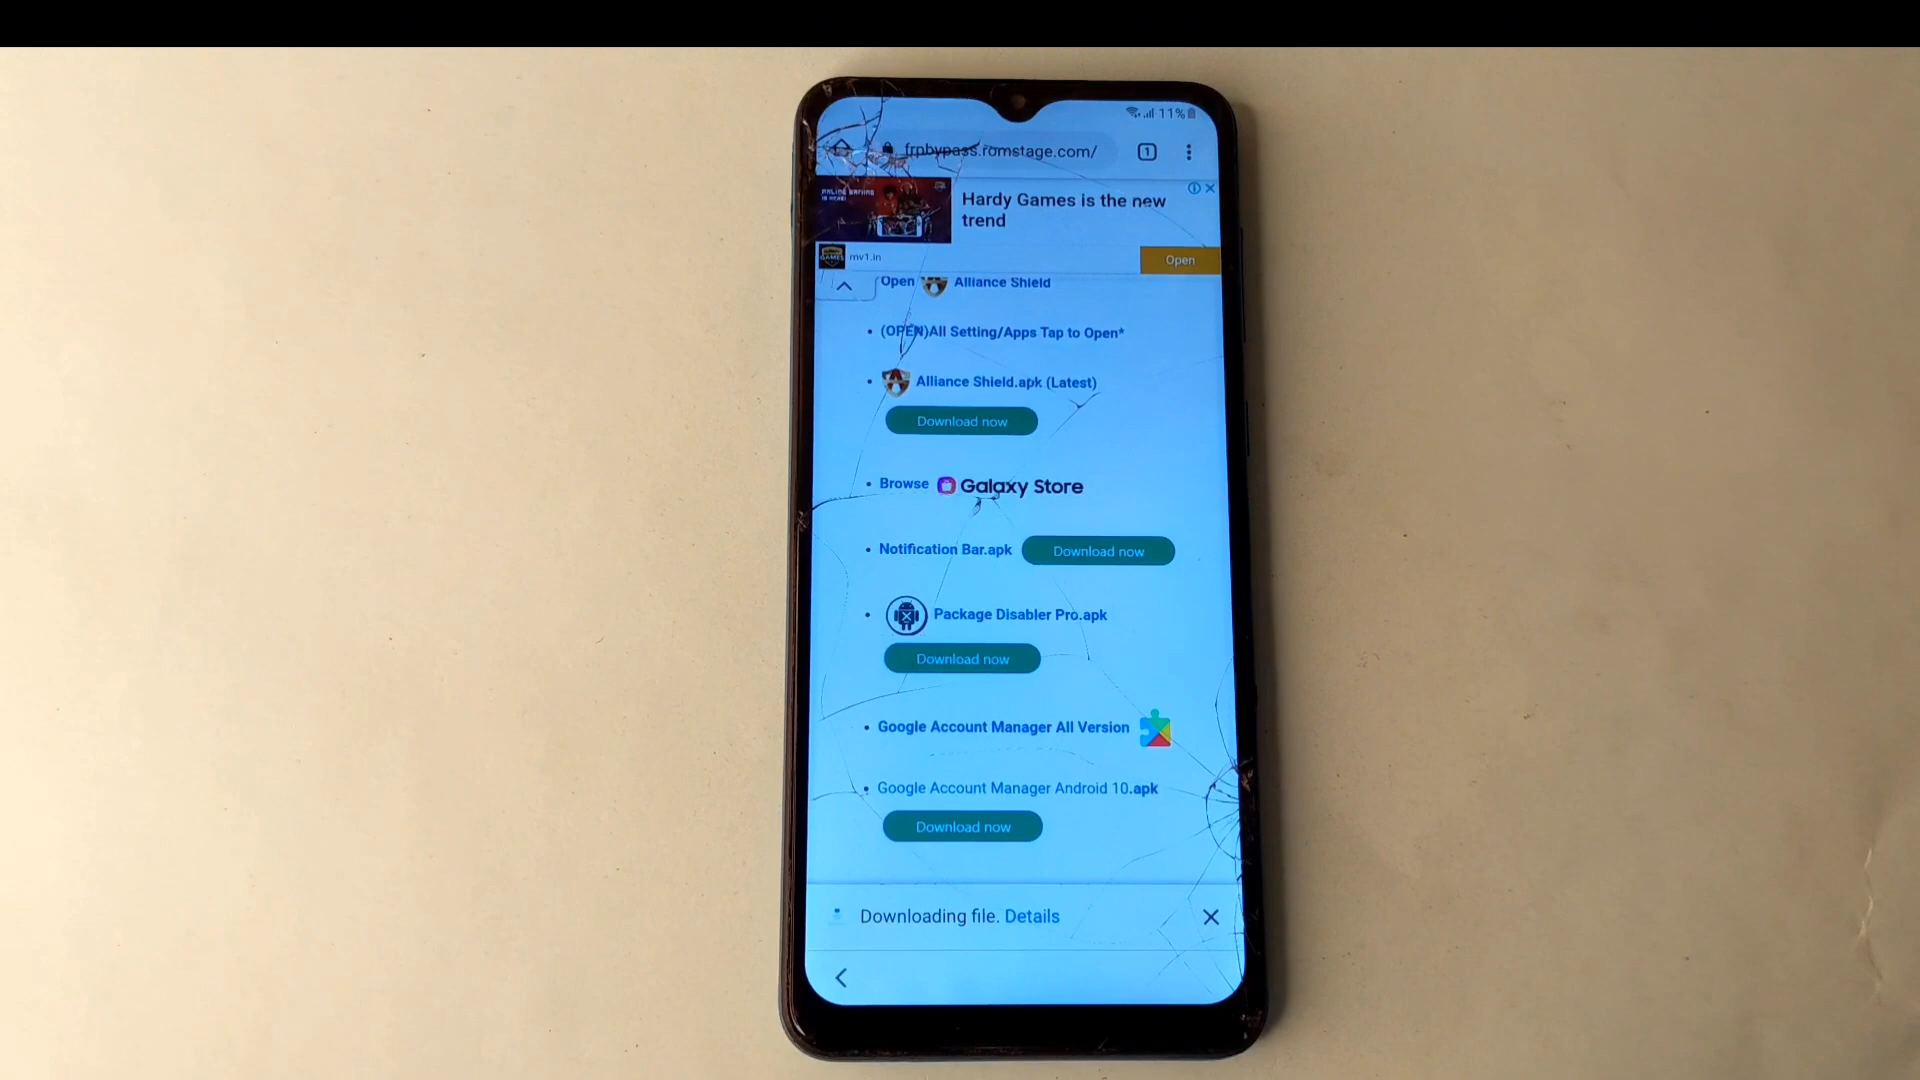 11%
frpbypass.romstage.com/
1
Hardy Games is the new
trend
mv1.in
Open
Open Alliance Shield
(OPEN)All Setting/Apps Tap to Open*
Alliance Shield.apk (Latest)
Download now
Browse Galaxy Store
Notification Bar.apk Download now
Package Disabler Pro.apk
Download now
Google Account Manager All Version
Google Account Manager Android 10.apk
Download now
Downloading file. Details